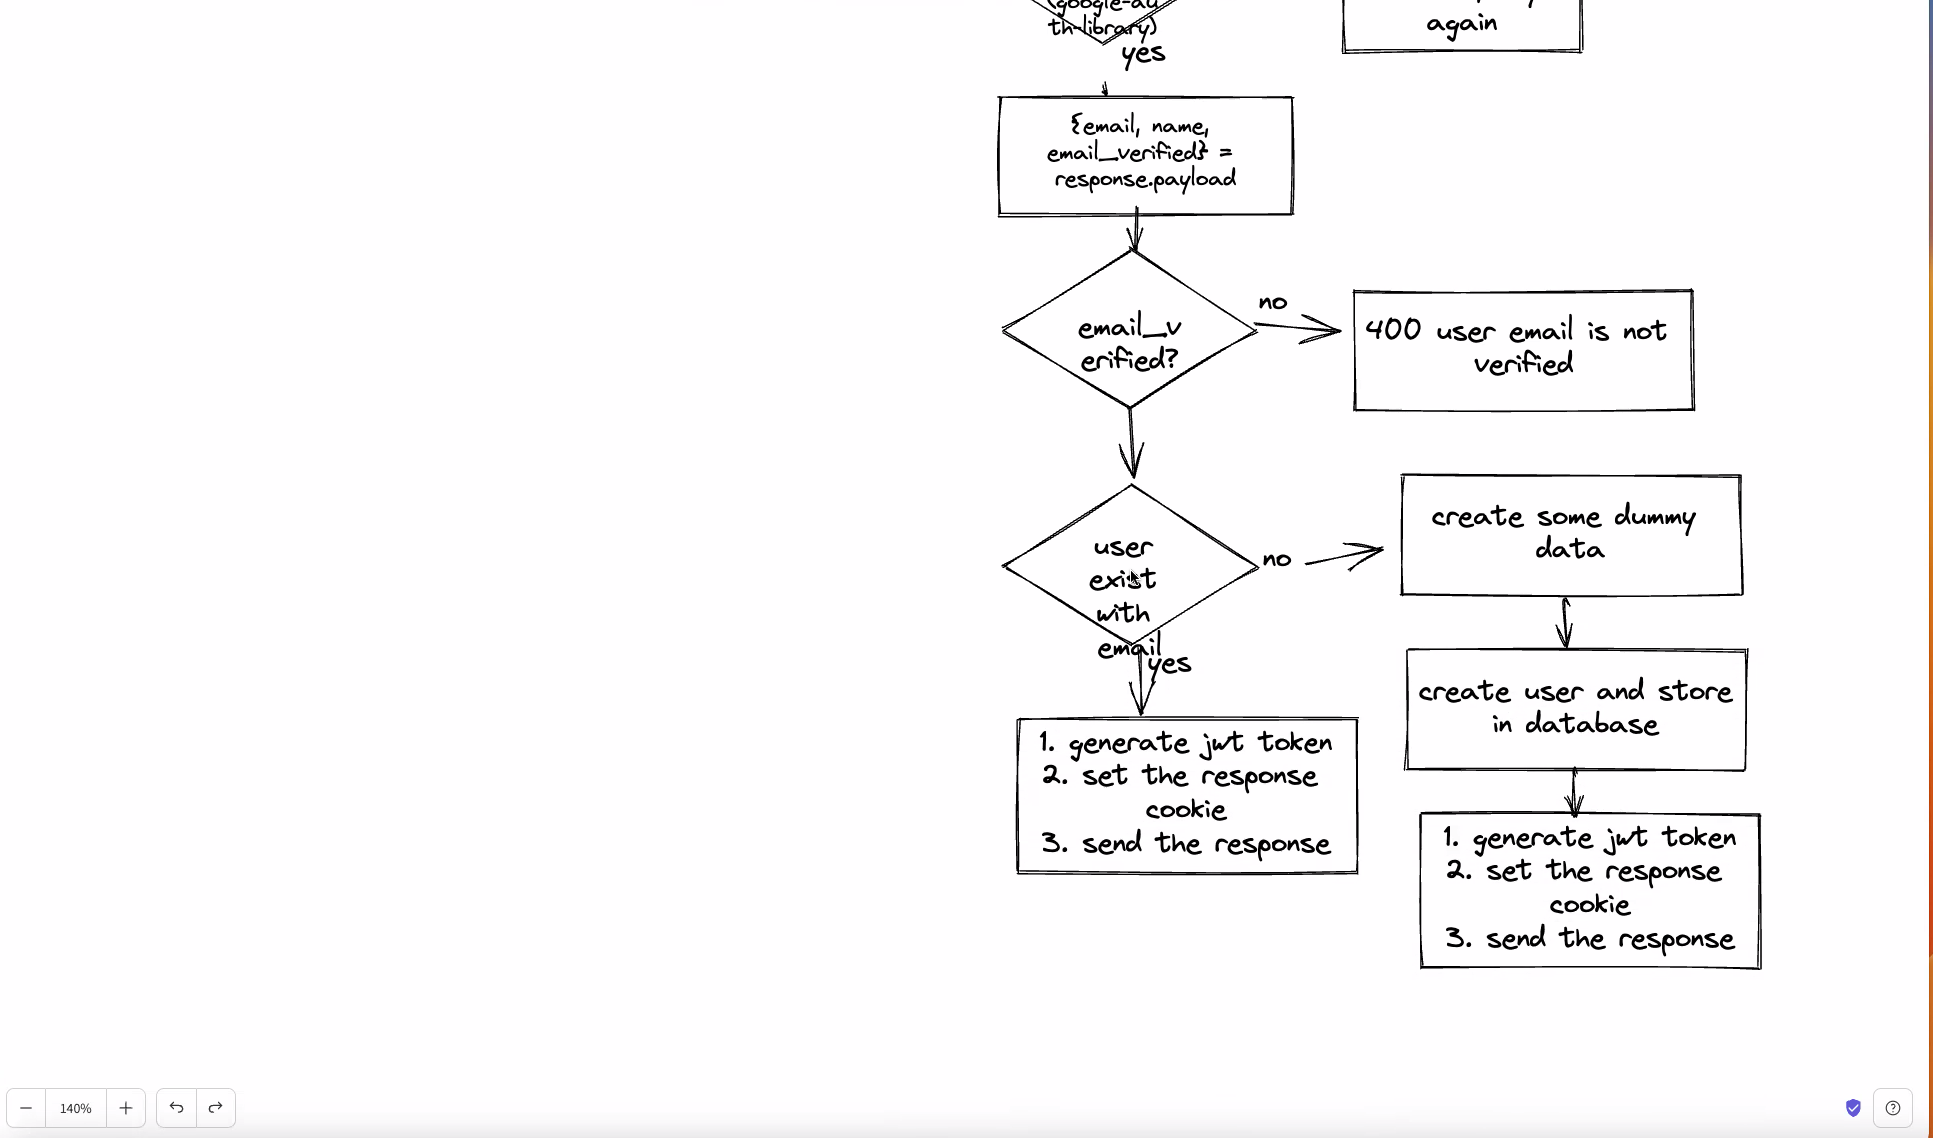 (google-au
th-library)
yes
again
{email, name,
email_verified} =
response.payload
email_v
erified?
no
400 user email is not
verified
user
exist
with
email
no
yes
create some dummy
data
create user and store
in database
1. generate jwt token
2. set the response
cookie
3. send the response
1. generate jwt token
2. set the response
cookie
3. send the response
140%